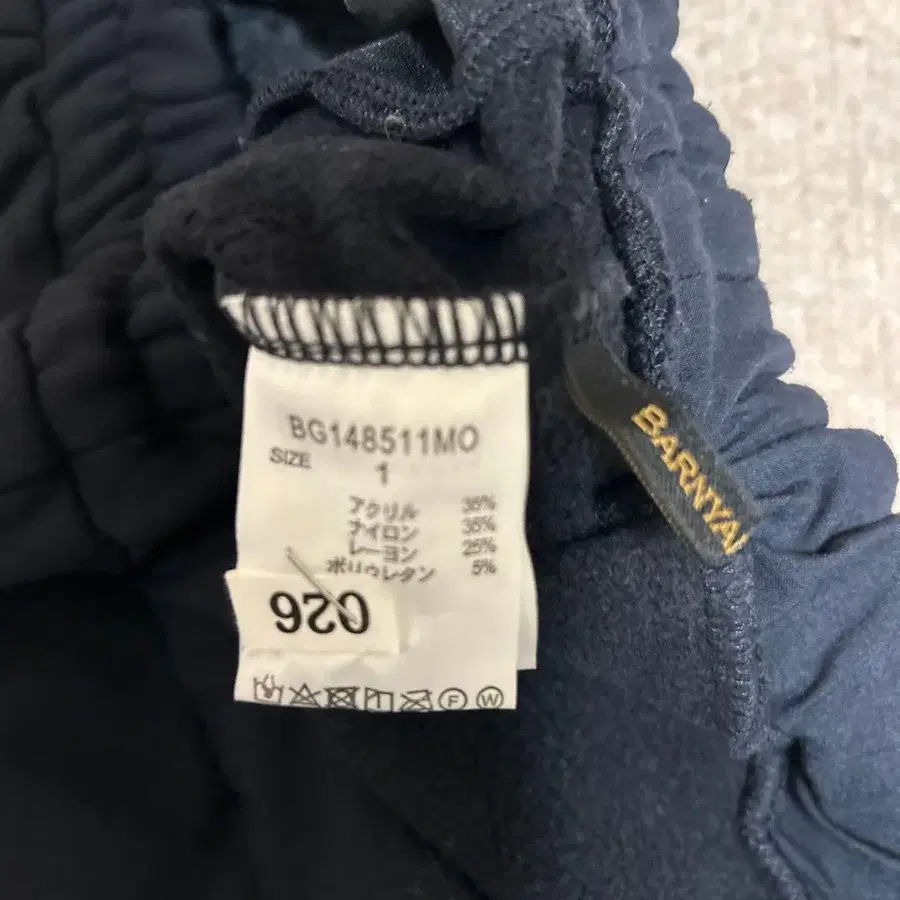 BG148511MO
SIZE
1
アクリル 35%
ナイロン 35%
レーヨン 25%
ポリウレタン 5%
026
F W
BARNYA